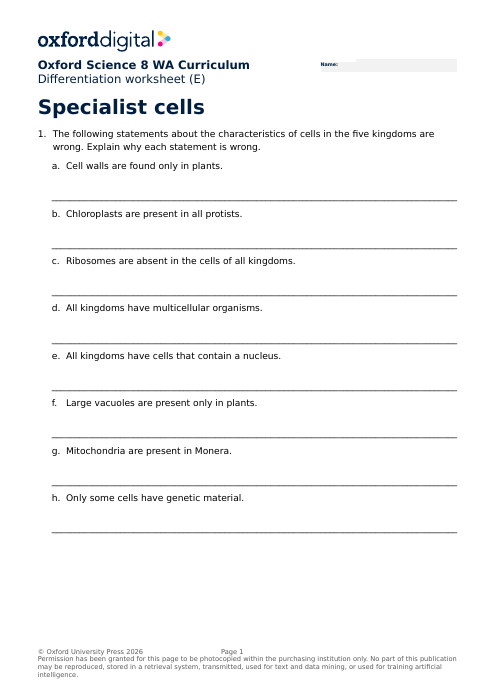 oxforddigital
Oxford Science 8 WA Curriculum
Name:
Differentiation worksheet (E)
Specialist cells
1. The following statements about the characteristics of cells in the five kingdoms are
wrong. Explain why each statement is wrong.
a. Cell walls are found only in plants.
b. Chloroplasts are present in all protists.
c. Ribosomes are absent in the cells of all kingdoms.
d. All kingdoms have multicellular organisms.
e. All kingdoms have cells that contain a nucleus.
f. Large vacuoles are present only in plants.
g. Mitochondria are present in Monera.
h. Only some cells have genetic material.
© Oxford University Press 2026 Page 1
Permission has been granted for this page to be photocopied within the purchasing institution only. No part of this publication
may be reproduced, stored in a retrieval system, transmitted, used for text and data mining, or used for training artificial
intelligence.